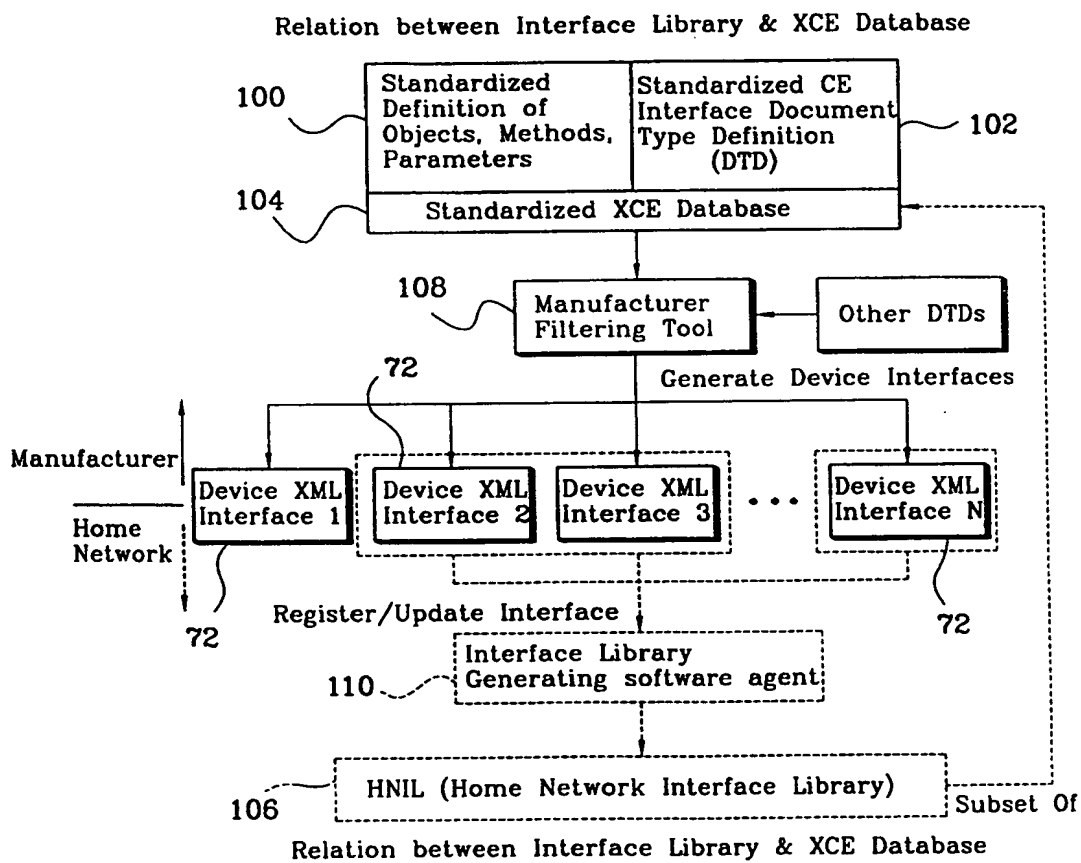 Relation between Interface Library & XCE Database
100
Standardized
Definition of
Objects, Methods,
Parameters
Standardized CE
Interface Document
Type Definition
(DTD)
102
104
Standardized XCE Database
108
Manufacturer
Filtering Tool
Other DTDs
72
Generate Device Interfaces
Manufacturer
Home
Network
Device XML
Interface 1
Device XML
Interface 2
Device XML
Interface 3
Device XML
Interface N
72
Register/Update Interface
72
110
Interface Library
Generating software agent
106
HNIL (Home Network Interface Library)
Subset Of
Relation between Interface Library & XCE Database